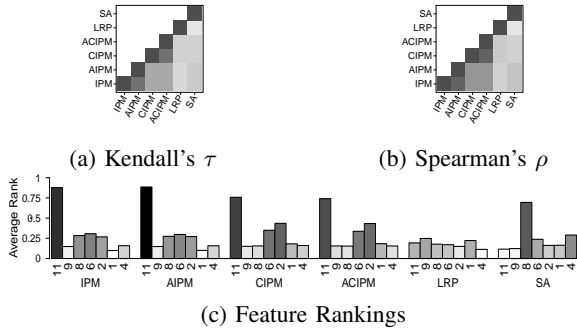 SA
LRP
ACIPM
CIPM
AIPM
IPM
IPM AIPM CIPM ACIPM LRP SA
SA
LRP
ACIPM
CIPM
AIPM
IPM
IPM AIPM CIPM ACIPM LRP SA
(a) Kendall's τ
(b) Spearman's ρ
Average Rank
1
0.75
0.5
0.25
0
11 9 8 6 2 1 4 11 9 8 6 2 1 4 11 9 8 6 2 1 4 11 9 8 6 2 1 4 11 9 8 6 2 1 4 11 9 8 6 2 1 4
IPM AIPM CIPM ACIPM LRP SA
(c) Feature Rankings